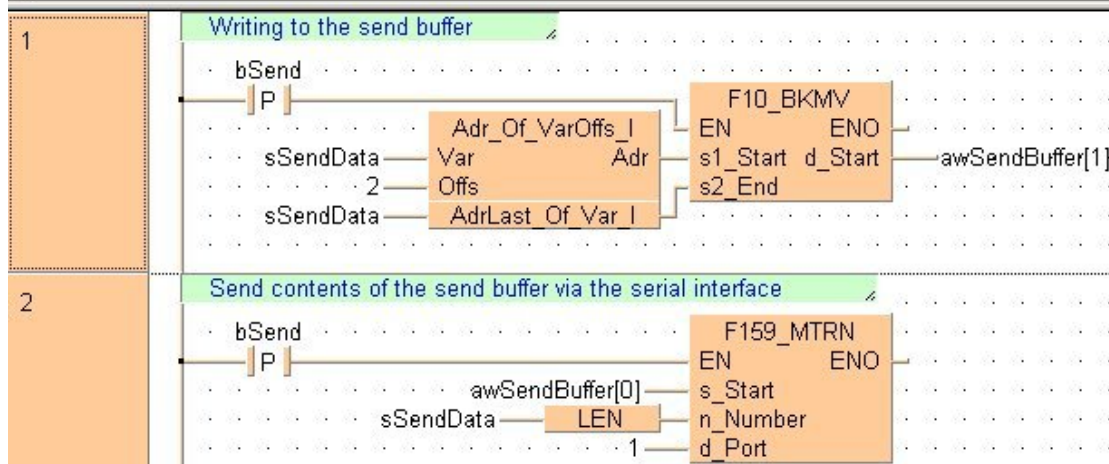 1
Writing to the send buffer
bSend
P
F10_BKMV
Adr_Of_VarOffs_I
EN ENO
sSendData Var Adr s1_Start d_Start awSendBuffer[1]
2 Offs s2_End
sSendData AdrLast_Of_Var_I
2
Send contents of the send buffer via the serial interface
bSend
P
F159_MTRN
EN ENO
awSendBuffer[0] s_Start
sSendData LEN n_Number
1 d_Port